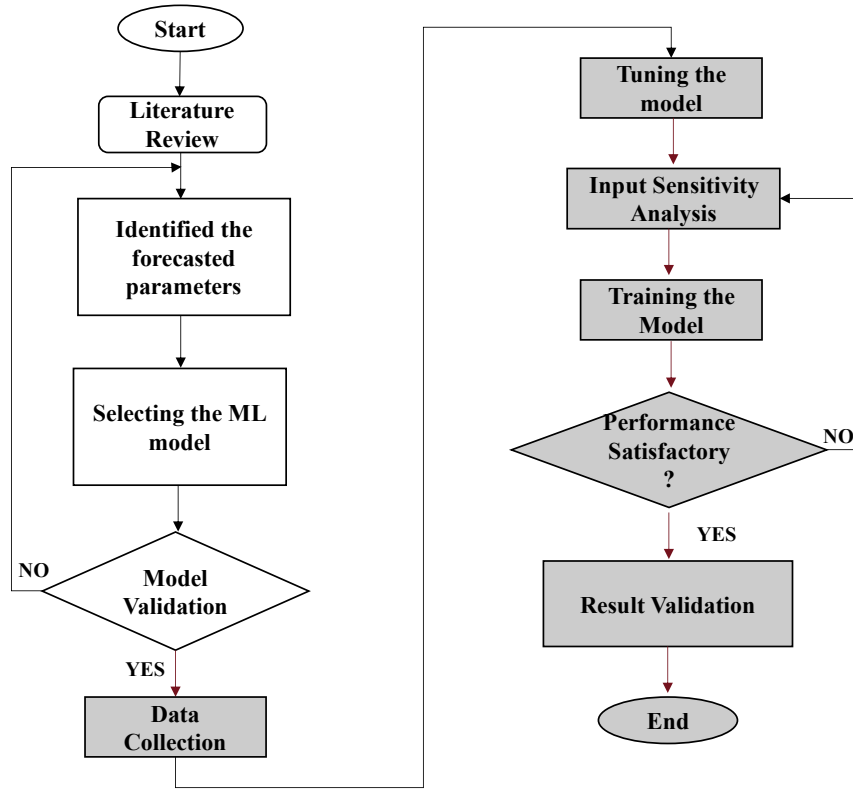 Start
Literature
Review
Identified the
forecasted
parameters
Selecting the ML
model
NO
Model
Validation
YES
Data
Collection
Tuning the
model
Input Sensitivity
Analysis
Training the
Model
Performance
Satisfactory
?
NO
YES
Result Validation
End